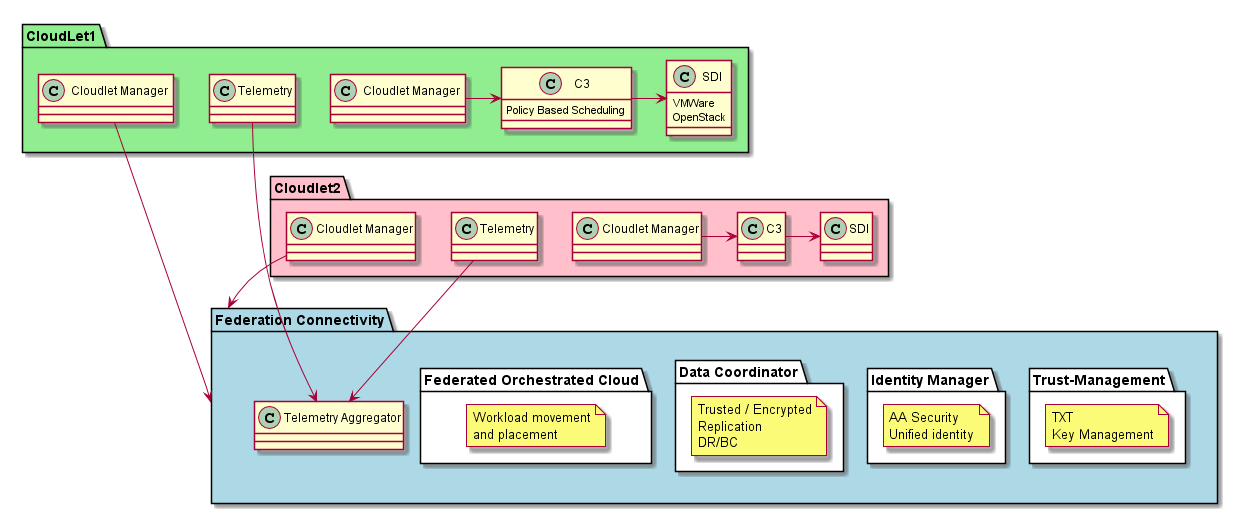 CloudLet1
C Cloudlet Manager
C Telemetry
C Cloudlet Manager
C C3
Policy Based Scheduling
C SDI
VMWare
OpenStack
Cloudlet2
C Cloudlet Manager
C Telemetry
C Cloudlet Manager
C C3
C SDI
Federation Connectivity
C Telemetry Aggregator
Federated Orchestrated Cloud
Workload movement
and placement
Data Coordinator
Trusted / Encrypted
Replication
DR/BC
Identity Manager
AA Security
Unified identity
Trust-Management
TXT
Key Management